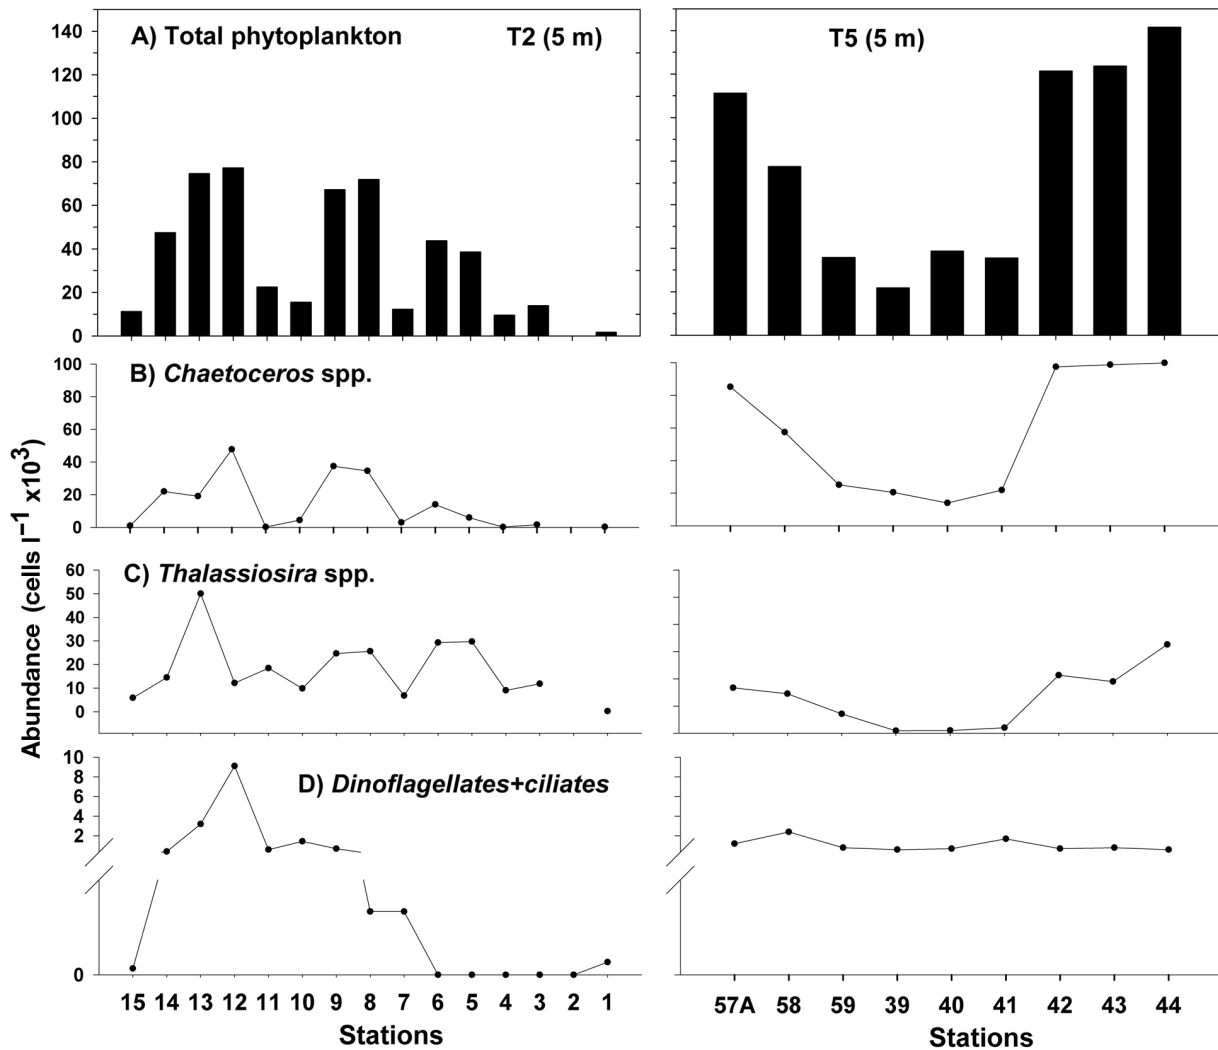 A) Total phytoplankton
T2 (5 m)
T5 (5 m)
140
120
100
80
60
40
20
0
B) Chaetoceros spp.
100
80
60
40
20
0
C) Thalassiosira spp.
60
50
40
30
20
10
0
D) Dinoflagellates+ciliates
10
8
6
4
2
0
Abundance (cells l⁻¹ x10³)
15 14 13 12 11 10 9 8 7 6 5 4 3 2 1
Stations
57A 58 59 39 40 41 42 43 44
Stations